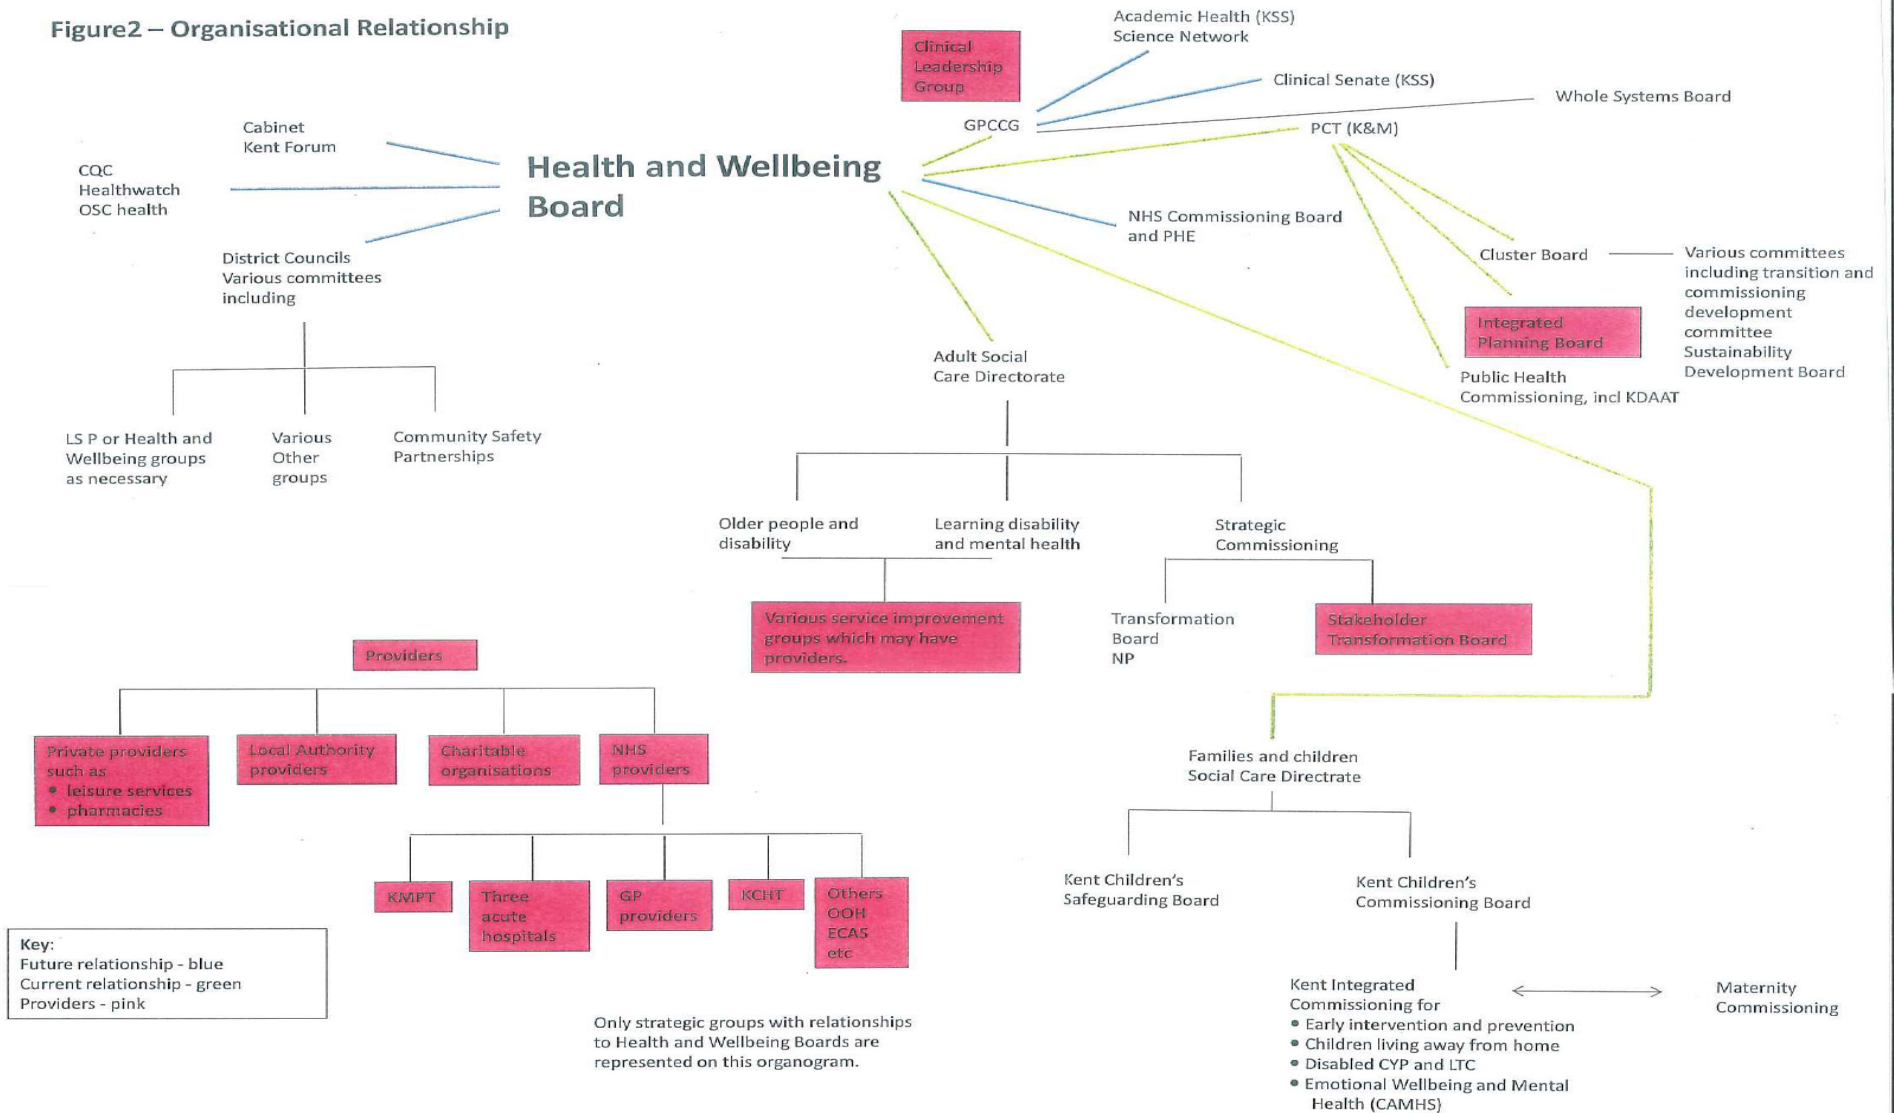 Figure2 – Organisational Relationship
Clinical
Leadership
Group
Academic Health (KSS)
Science Network
Clinical Senate (KSS)
Whole Systems Board
GPCCG
PCT (K&M)
Cabinet
Kent Forum
CQC
Healthwatch
OSC health
Health and Wellbeing
Board
NHS Commissioning Board
and PHE
District Councils
Various committees
including
Cluster Board
Various committees
including transition and
commissioning
development
committee
Sustainability
Development Board
Integrated
Planning Board
Public Health
Commissioning, incl KDAAT
Adult Social
Care Directorate
LS P or Health and
Wellbeing groups
as necessary
Various
Other
groups
Community Safety
Partnerships
Older people and
disability
Learning disability
and mental health
Strategic
Commissioning
Various service improvement
groups which may have
providers.
Transformation
Board
NP
Stakeholder
Transformation Board
Providers
Private providers
such as
• leisure services
• pharmacies
Local Authority
providers
Charitable
organisations
NHS
providers
Families and children
Social Care Directrate
KMPT
Three
acute
hospitals
GP
providers
KCHT
Others
OOH
ECAS
etc
Kent Children's
Safeguarding Board
Kent Children's
Commissioning Board
Key:
Future relationship - blue
Current relationship - green
Providers - pink
Only strategic groups with relationships
to Health and Wellbeing Boards are
represented on this organogram.
Kent Integrated
Commissioning for
• Early intervention and prevention
• Children living away from home
• Disabled CYP and LTC
• Emotional Wellbeing and Mental
Health (CAMHS)
Maternity
Commissioning